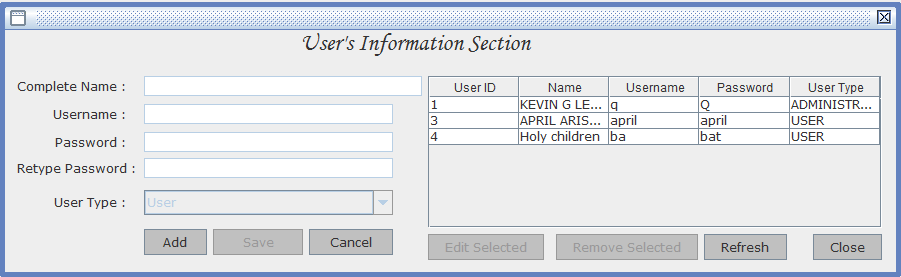 User's Information Section
Complete Name :
Username :
Password :
Retype Password :
User Type :
User
Add
Save
Cancel
User ID Name Username Password User Type
1 KEVIN G LE... q Q ADMINISTR...
3 APRIL ARIS... april april USER
4 Holy children ba bat USER
Edit Selected
Remove Selected
Refresh
Close